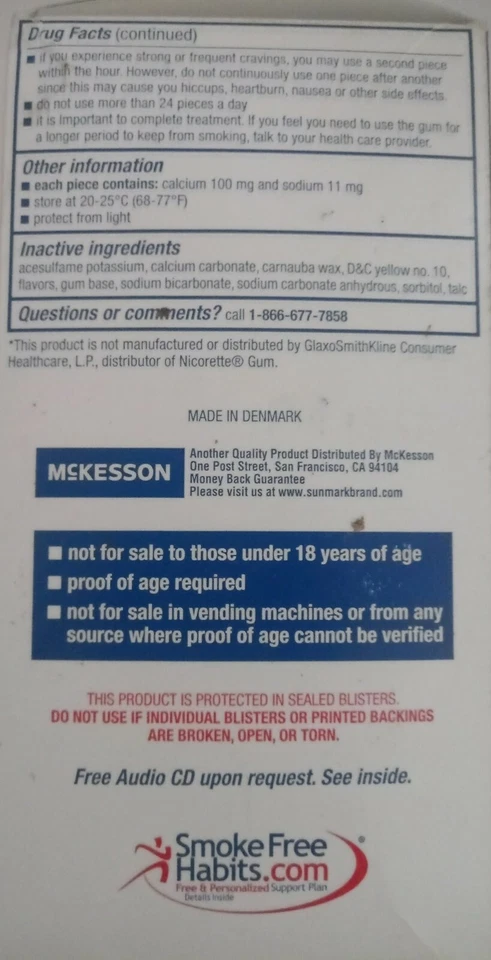 Drug Facts (continued)
■ if you experience strong or frequent cravings, you may use a second piece
within the hour. However, do not continuously use one piece after another
since this may cause you hiccups, heartburn, nausea or other side effects.
■ do not use more than 24 pieces a day
■ it is important to complete treatment. If you feel you need to use the gum for
a longer period to keep from smoking, talk to your health care provider.
Other information
■ each piece contains: calcium 100 mg and sodium 11 mg
■ store at 20-25°C (68-77°F)
■ protect from light
Inactive ingredients
acesulfame potassium, calcium carbonate, carnauba wax, D&C yellow no. 10,
flavors, gum base, sodium bicarbonate, sodium carbonate anhydrous, sorbitol, talc
Questions or comments? call 1-866-677-7858
*This product is not manufactured or distributed by GlaxoSmithKline Consumer
Healthcare, L.P., distributor of Nicorette® Gum.
MADE IN DENMARK
McKESSON
Another Quality Product Distributed By McKesson
One Post Street, San Francisco, CA 94104
Money Back Guarantee
Please visit us at www.sunmarkbrand.com
■ not for sale to those under 18 years of age
■ proof of age required
■ not for sale in vending machines or from any
source where proof of age cannot be verified
THIS PRODUCT IS PROTECTED IN SEALED BLISTERS.
DO NOT USE IF INDIVIDUAL BLISTERS OR PRINTED BACKINGS
ARE BROKEN, OPEN, OR TORN.
Free Audio CD upon request. See inside.
Smoke Free
Habits.com®
Free & Personalized Support Plan
Details Inside